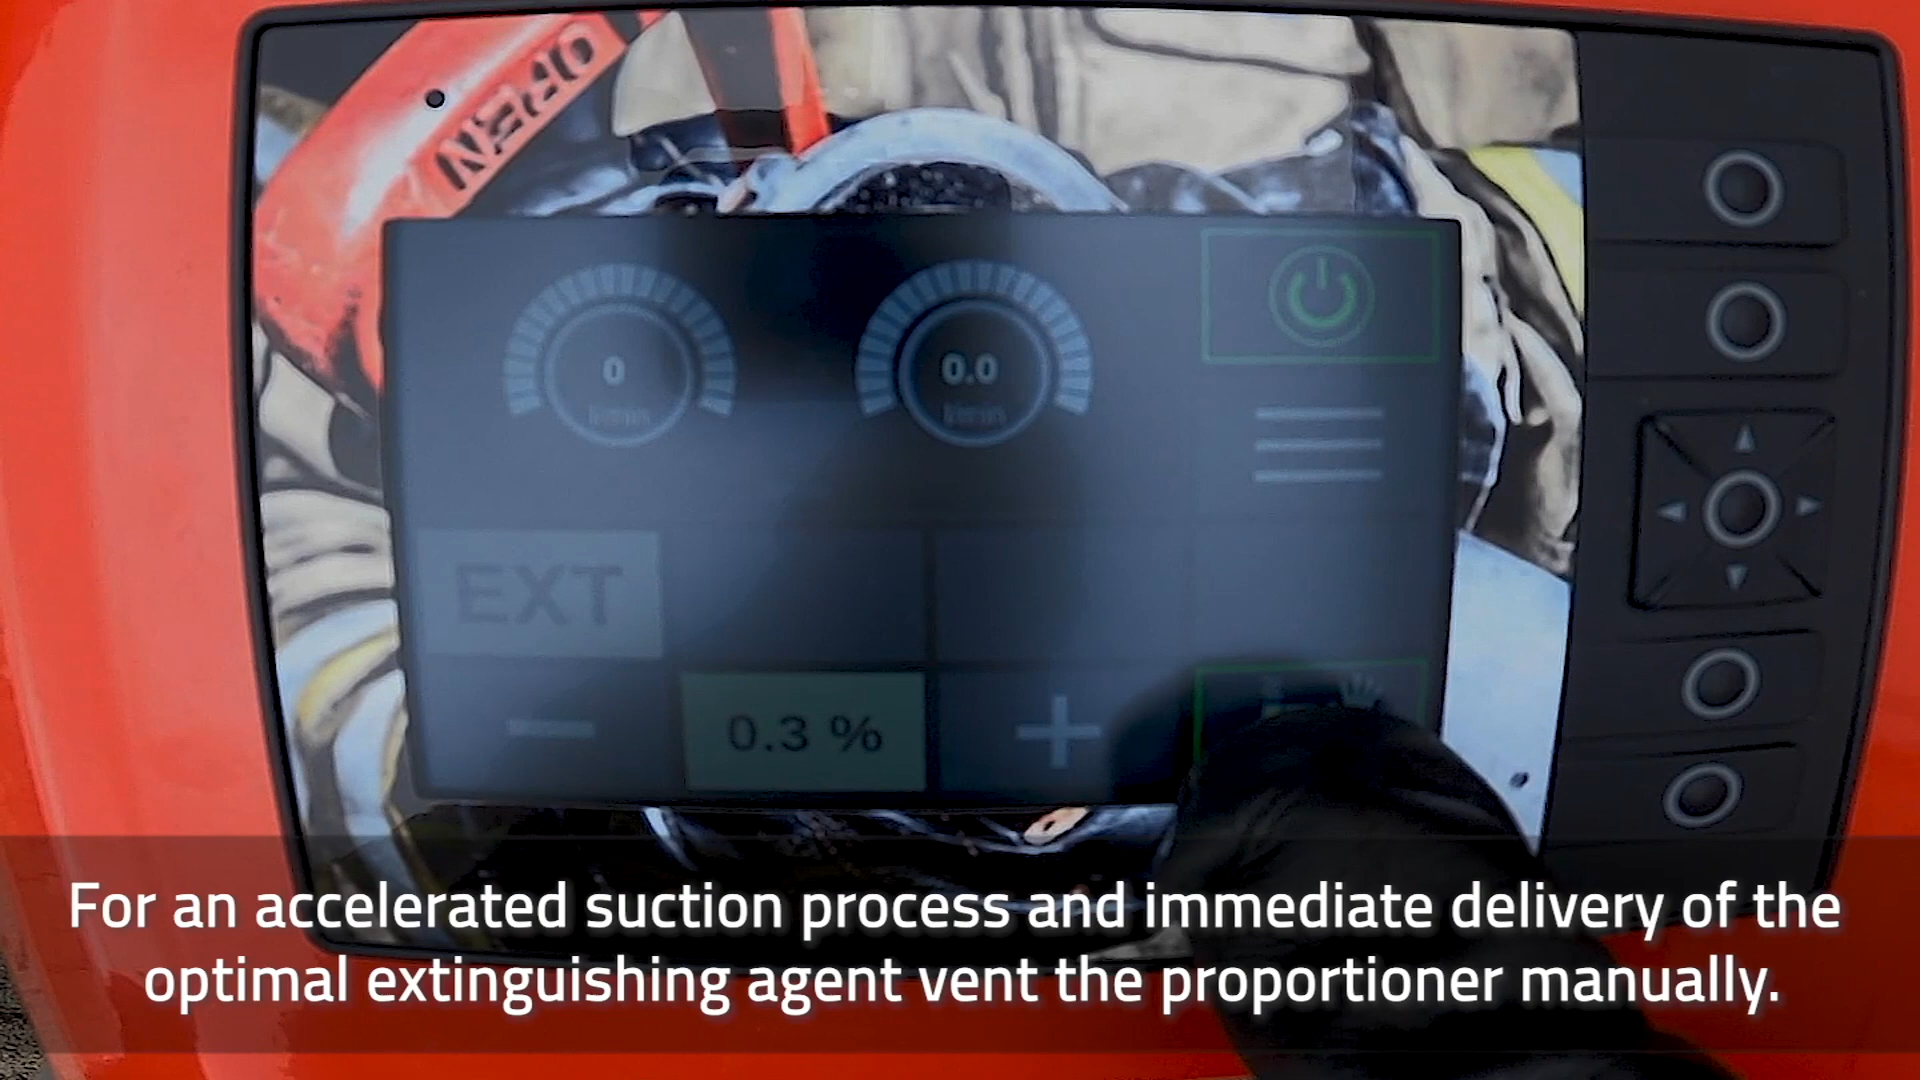 0
0.0
EXT
0.3 %
For an accelerated suction process and immediate delivery of the
optimal extinguishing agent vent the proportioner manually.